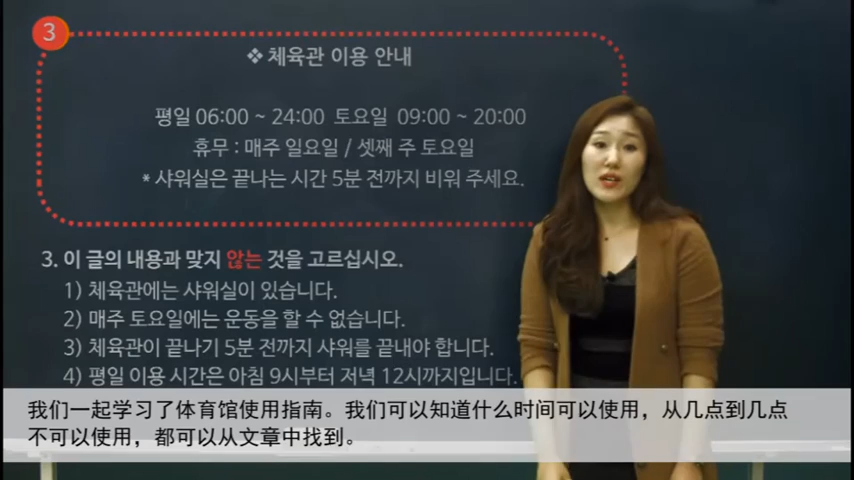 3
❖ 체육관 이용 안내
평일 06:00 ~ 24:00 토요일 09:00 ~ 20:00
휴무 : 매주 일요일 / 셋째 주 토요일
* 샤워실은 끝나는 시간 5분 전까지 비워 주세요.
3. 이 글의 내용과 맞지 않는 것을 고르십시오.
1) 체육관에는 샤워실이 있습니다.
2) 매주 토요일에는 운동을 할 수 없습니다.
3) 체육관이 끝나기 5분 전까지 샤워를 끝내야 합니다.
4) 평일 이용 시간은 아침 9시부터 저녁 12시까지입니다.
我们一起学习了体育馆使用指南。我们可以知道什么时间可以使用，从几点到几点
不可以使用，都可以从文章中找到。